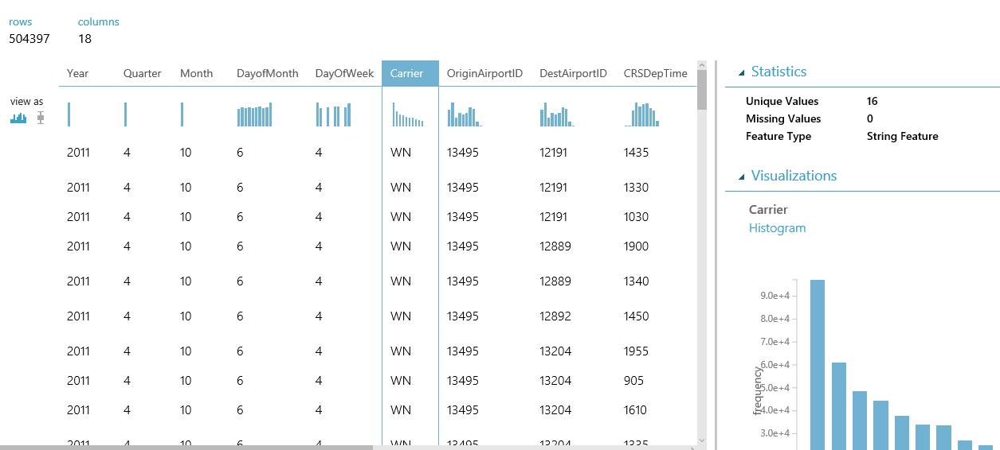 rows columns
504397 18
Year Quarter Month DayofMonth DayOfWeek Carrier OriginAirportID DestAirportID CRSDepTime
view as
2011 4 10 6 4 WN 13495 12191 1435
2011 4 10 6 4 WN 13495 12191 1330
2011 4 10 6 4 WN 13495 12191 1030
2011 4 10 6 4 WN 13495 12889 1900
2011 4 10 6 4 WN 13495 12889 1340
2011 4 10 6 4 WN 13495 12892 1450
2011 4 10 6 4 WN 13495 13204 1955
2011 4 10 6 4 WN 13495 13204 905
2011 4 10 6 4 WN 13495 13204 1610
2011 4 10 6 4 WN 13495 13204 1335
Statistics
Unique Values 16
Missing Values 0
Feature Type String Feature
Visualizations
Carrier
Histogram
9.0e+4
8.0e+4
7.0e+4
6.0e+4
5.0e+4
4.0e+4
3.0e+4
frequency